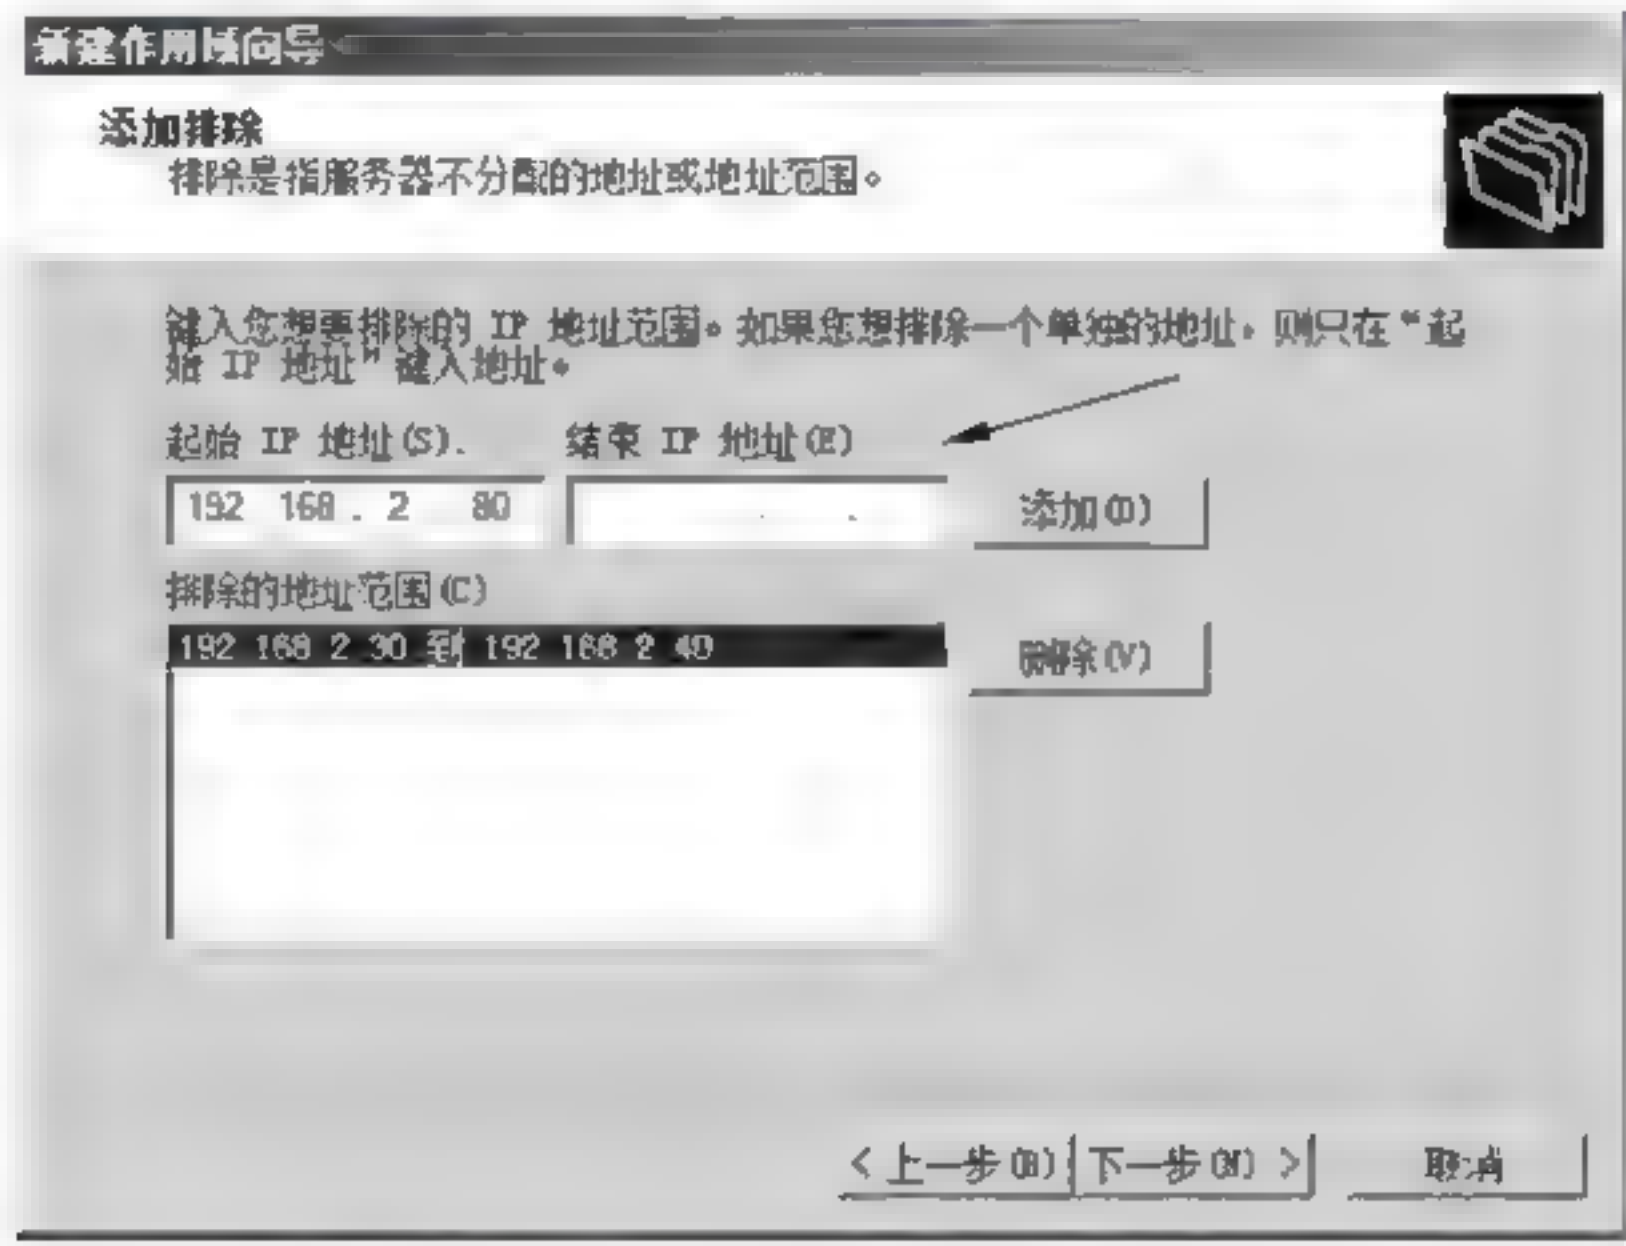 新建作用域向导
添加排除
排除是指服务器不分配的地址或地址范围。
键入您想要排除的 IP 地址范围。如果您想排除一个单独的地址，则只在“起
始 IP 地址”键入地址。
起始 IP 地址(S). 结束 IP 地址(E)
192 168 . 2 80 . . 添加(D)
排除的地址范围(C)
192 168 2 30 到 192 168 2 40 删除(V)
< 上一步(B) 下一步(N) > 取消